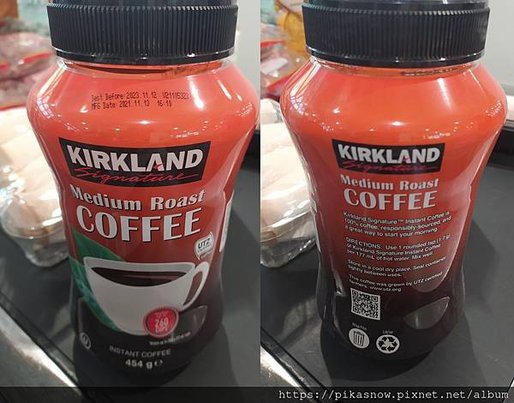 Best Before:2023.11.12
MFG Date:2021.11.13 16:10
KIRKLAND
Signature
Medium Roast
COFFEE
UTZ
260
INSTANT COFFEE
454 g e
KIRKLAND
Signature
Medium Roast
COFFEE
Kirkland Signature™ Instant Coffee is
100% coffee, responsibly sourced and
a great way to start your morning.
DIRECTIONS: Use 1 rounded tsp (1.7 g)
of Kirkland Signature Instant Coffee
per 177 mL of hot water. Mix well.
Store in a cool dry place. Seal container
tightly between uses.
This coffee was grown by UTZ certified
farmers. www.utz.org
https://pikasnow.pixnet.net/album